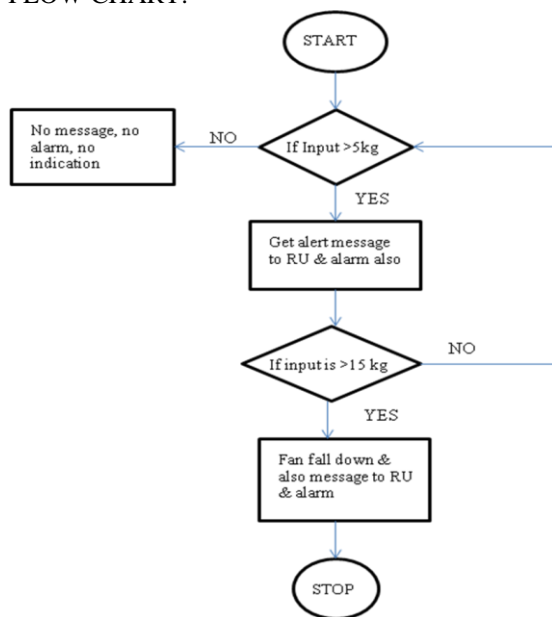 FLOW CHART:
START
If Input >5kg
NO
No message, no
alarm, no
indication
YES
Get alert message
to RU & alarm also
If input is >15 kg
NO
YES
Fan fall down &
also message to RU
& alarm
STOP